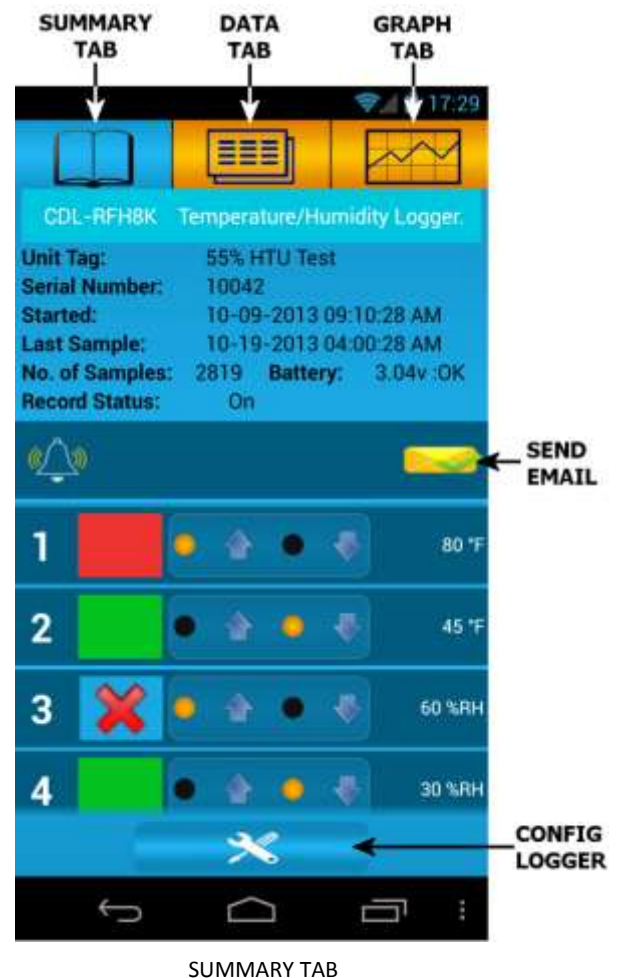 SUMMARY TAB
DATA TAB
GRAPH TAB
17:29
CDL-RFH8K Temperature/Humidity Logger.
Unit Tag: 55% HTU Test
Serial Number: 10042
Started: 10-09-2013 09:10:28 AM
Last Sample: 10-19-2013 04:00:28 AM
No. of Samples: 2819 Battery: 3.04v :OK
Record Status: On
SEND EMAIL
1 80 °F
2 45 °F
3 60 %RH
4 30 %RH
CONFIG LOGGER
SUMMARY TAB